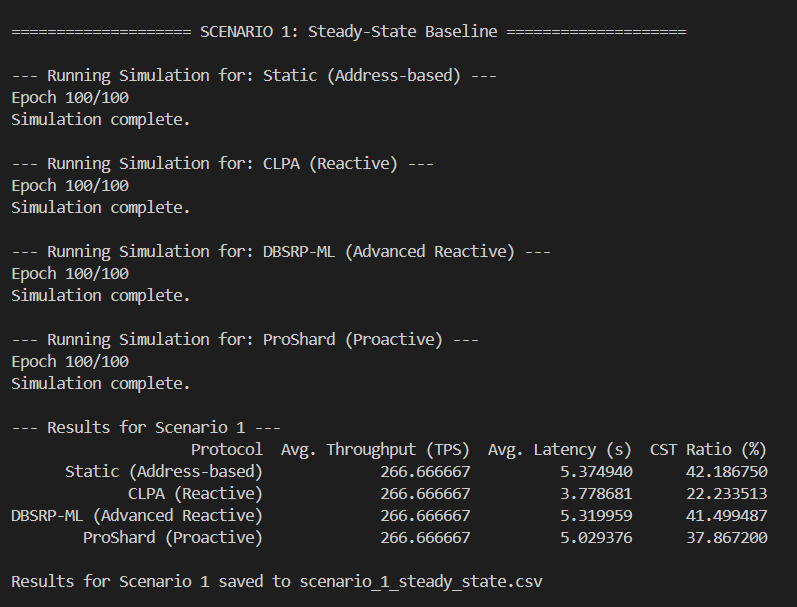 ==================== SCENARIO 1: Steady-State Baseline ====================
--- Running Simulation for: Static (Address-based) ---
Epoch 100/100
Simulation complete.
--- Running Simulation for: CLPA (Reactive) ---
Epoch 100/100
Simulation complete.
--- Running Simulation for: DBSRP-ML (Advanced Reactive) ---
Epoch 100/100
Simulation complete.
--- Running Simulation for: ProShard (Proactive) ---
Epoch 100/100
Simulation complete.
--- Results for Scenario 1 ---
Protocol  Avg. Throughput (TPS)  Avg. Latency (s)  CST Ratio (%)
Static (Address-based)  266.666667  5.374940  42.186750
CLPA (Reactive)  266.666667  3.778681  22.233513
DBSRP-ML (Advanced Reactive)  266.666667  5.319959  41.499487
ProShard (Proactive)  266.666667  5.029376  37.867200
Results for Scenario 1 saved to scenario_1_steady_state.csv